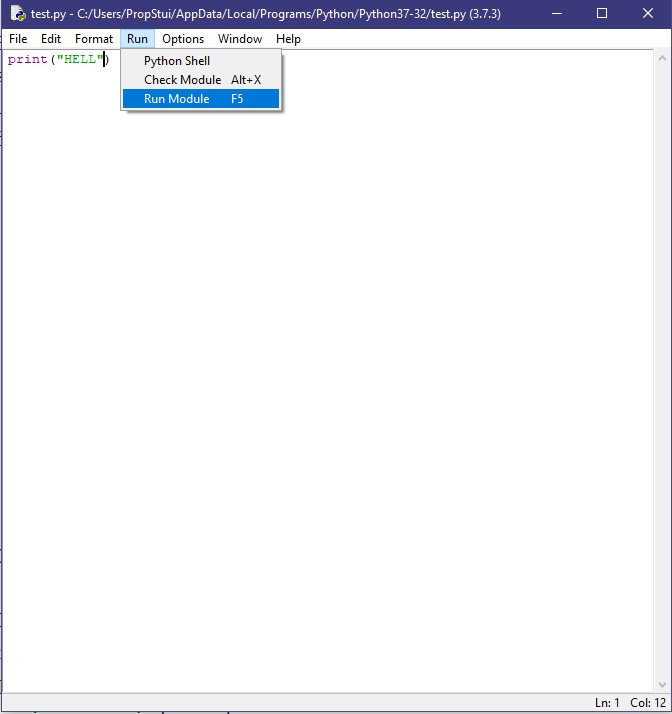 test.py - C:/Users/PropStui/AppData/Local/Programs/Python/Python37-32/test.py (3.7.3)
File Edit Format Run Options Window Help
print("HELL")
Python Shell
Check Module Alt+X
Run Module F5
Ln: 1 Col: 12